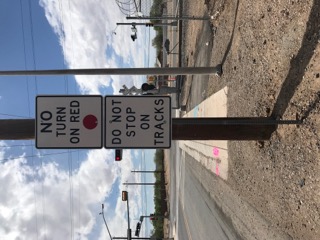 NO
TURN
ON RED
DO NOT
STOP
ON
TRACKS